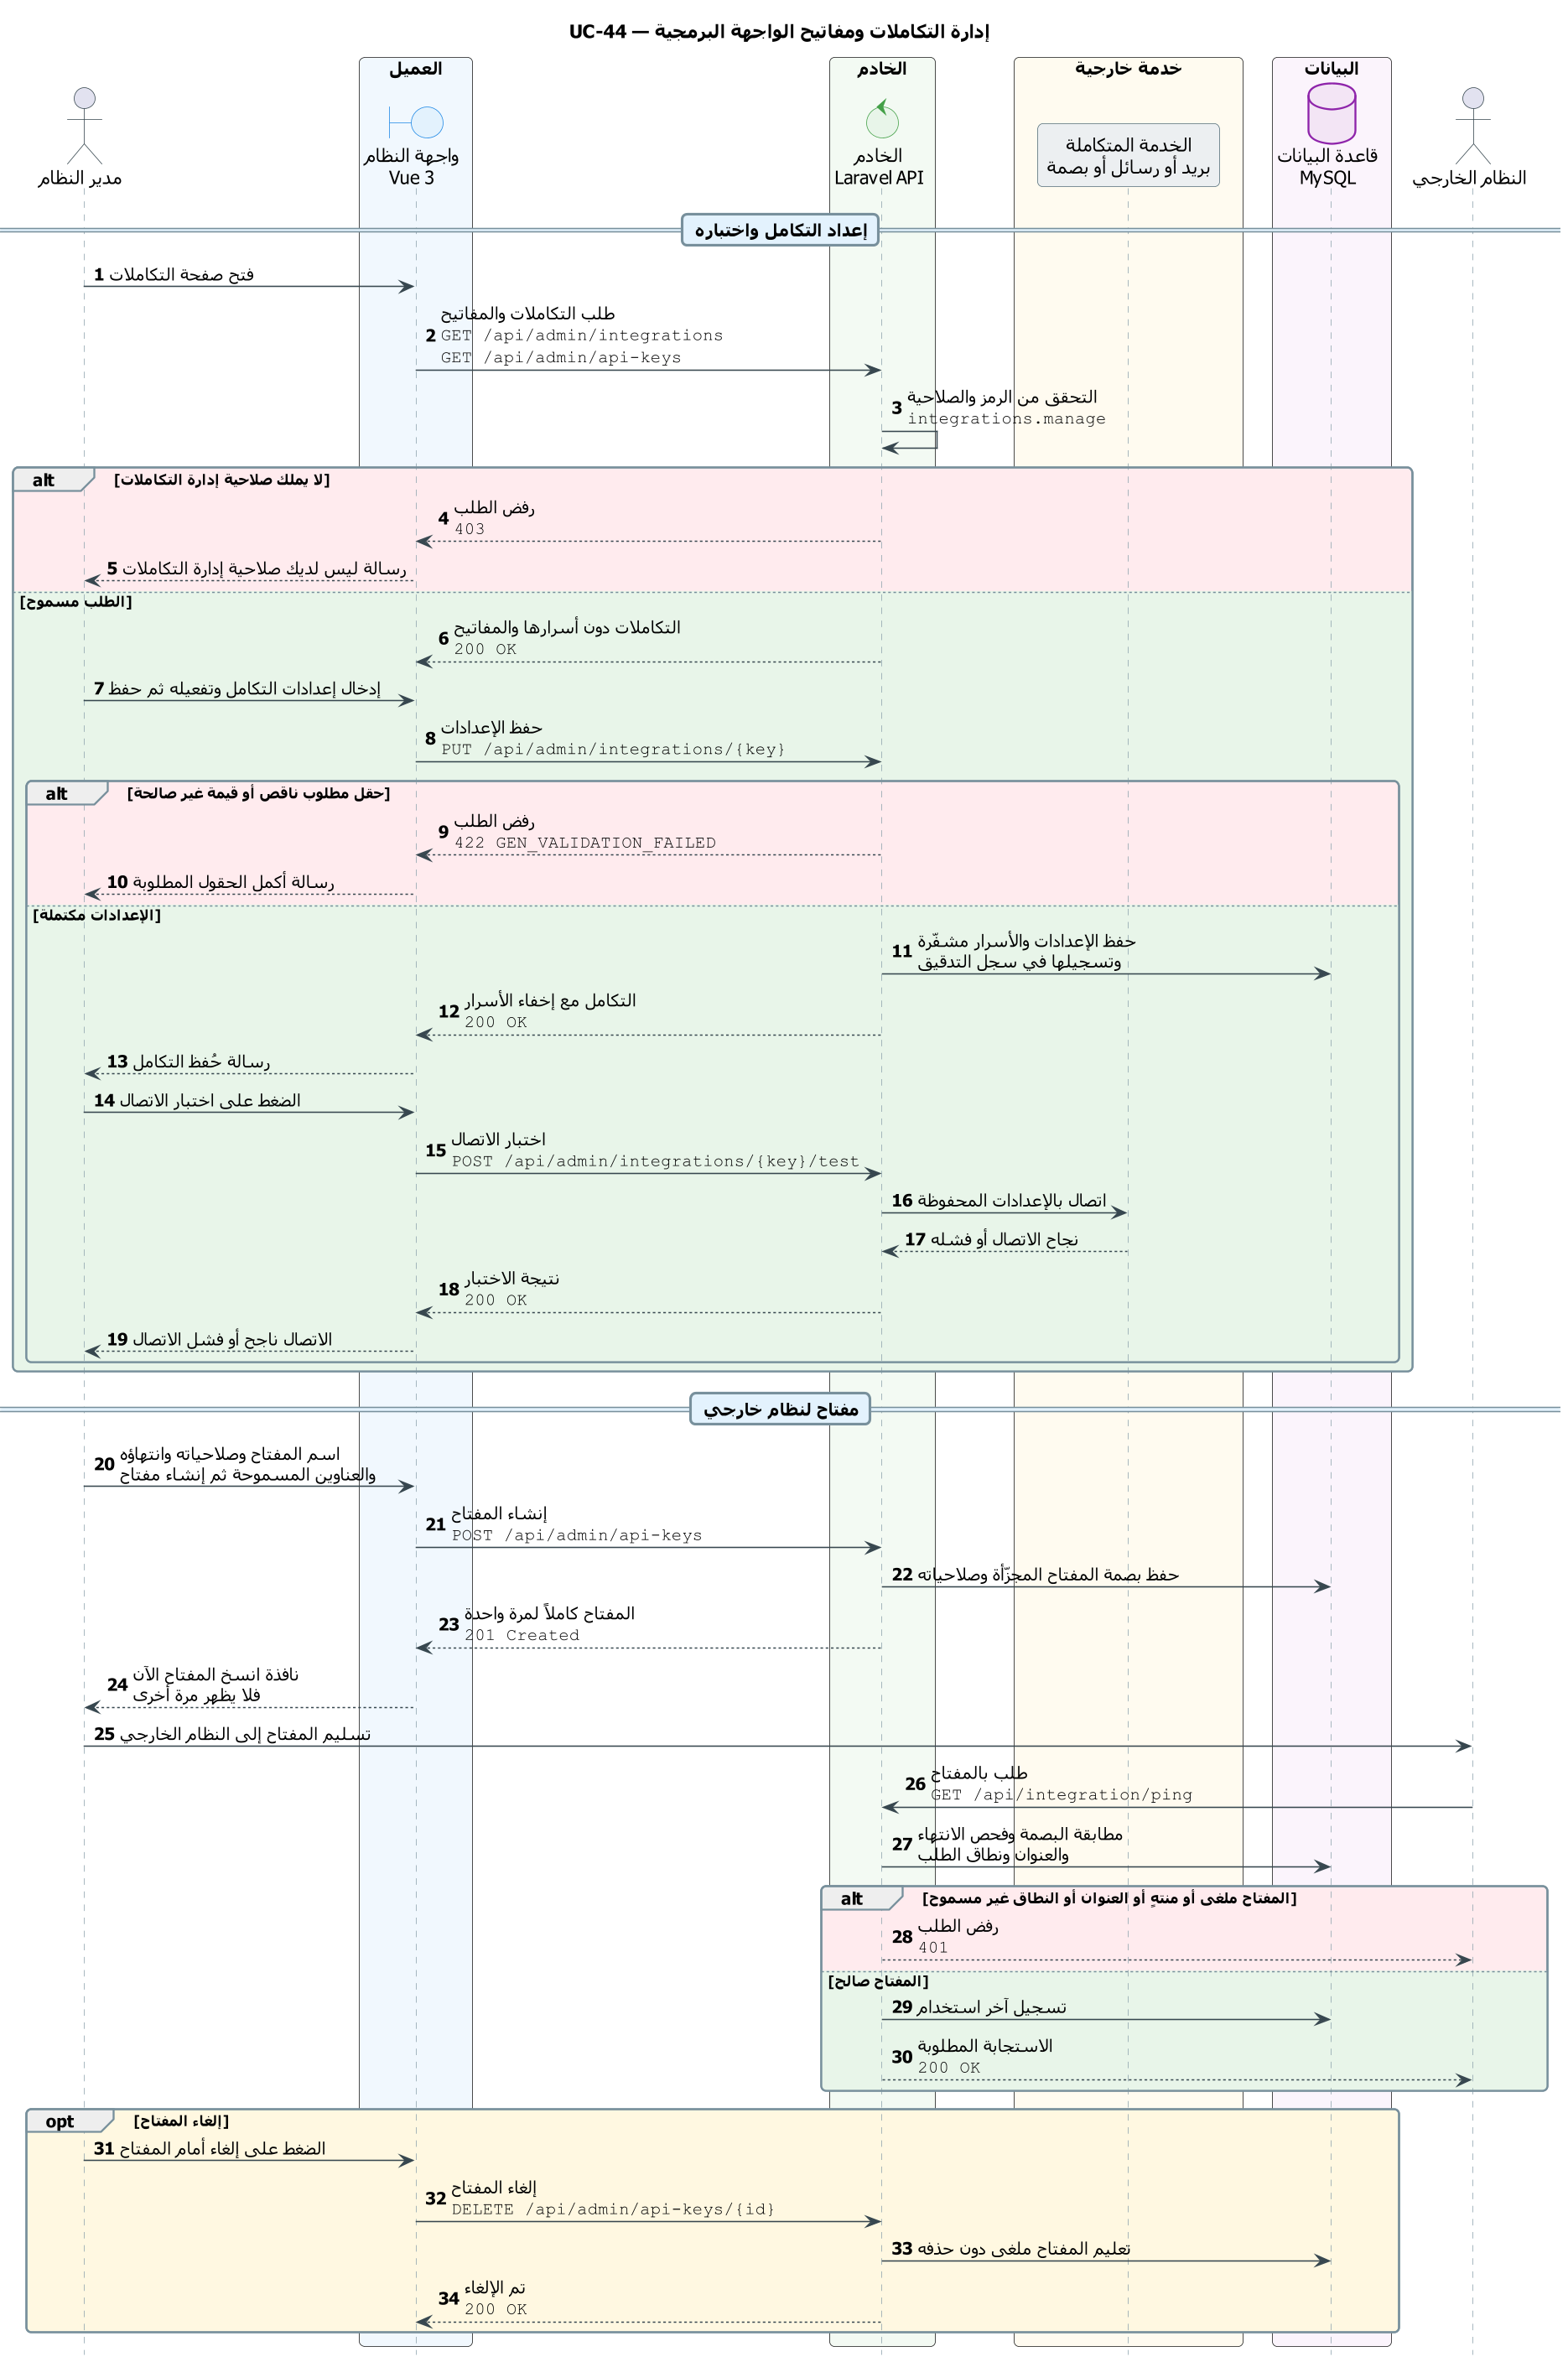 UC-44 — إدارة التكاملات ومفاتيح الواجهة البرمجية
العميل
الخادم
خدمة خارجية
البيانات
مدير النظام
واجهة النظام
Vue 3
الخادم
Laravel API
الخدمة المتكاملة
بريد أو رسائل أو بصمة
قاعدة البيانات
MySQL
النظام الخارجي
إعداد التكامل واختباره
1 فتح صفحة التكاملات
2 طلب التكاملات والمفاتيح
GET /api/admin/integrations
GET /api/admin/api-keys
3 التحقق من الرمز والصلاحية
integrations.manage
alt [لا يملك صلاحية إدارة التكاملات]
4 رفض الطلب
403
5 رسالة ليس لديك صلاحية إدارة التكاملات
[الطلب مسموح]
6 التكاملات دون أسرارها والمفاتيح
200 OK
7 إدخال إعدادات التكامل وتفعيله ثم حفظ
8 حفظ الإعدادات
PUT /api/admin/integrations/{key}
alt [حقل مطلوب ناقص أو قيمة غير صالحة]
9 رفض الطلب
422 GEN_VALIDATION_FAILED
10 رسالة أكمل الحقول المطلوبة
[الإعدادات مكتملة]
11 حفظ الإعدادات والأسرار مشفّرة
وتسجيلها في سجل التدقيق
12 التكامل مع إخفاء الأسرار
200 OK
13 رسالة حُفظ التكامل
14 الضغط على اختبار الاتصال
15 اختبار الاتصال
POST /api/admin/integrations/{key}/test
16 اتصال بالإعدادات المحفوظة
17 نجاح الاتصال أو فشله
18 نتيجة الاختبار
200 OK
19 الاتصال ناجح أو فشل الاتصال
مفتاح لنظام خارجي
20 اسم المفتاح وصلاحياته وانتهاؤه
والعناوين المسموحة ثم إنشاء مفتاح
21 إنشاء المفتاح
POST /api/admin/api-keys
22 حفظ بصمة المفتاح المجزّأة وصلاحياته
23 المفتاح كاملاً لمرة واحدة
201 Created
24 نافذة انسخ المفتاح الآن
فلا يظهر مرة أخرى
25 تسليم المفتاح إلى النظام الخارجي
26 طلب بالمفتاح
GET /api/integration/ping
27 مطابقة البصمة وفحص الانتهاء
والعنوان ونطاق الطلب
alt [المفتاح ملغى أو منتهٍ أو العنوان أو النطاق غير مسموح]
28 رفض الطلب
401
[المفتاح صالح]
29 تسجيل آخر استخدام
30 الاستجابة المطلوبة
200 OK
opt [إلغاء المفتاح]
31 الضغط على إلغاء أمام المفتاح
32 إلغاء المفتاح
DELETE /api/admin/api-keys/{id}
33 تعليم المفتاح ملغى دون حذفه
34 تم الإلغاء
200 OK